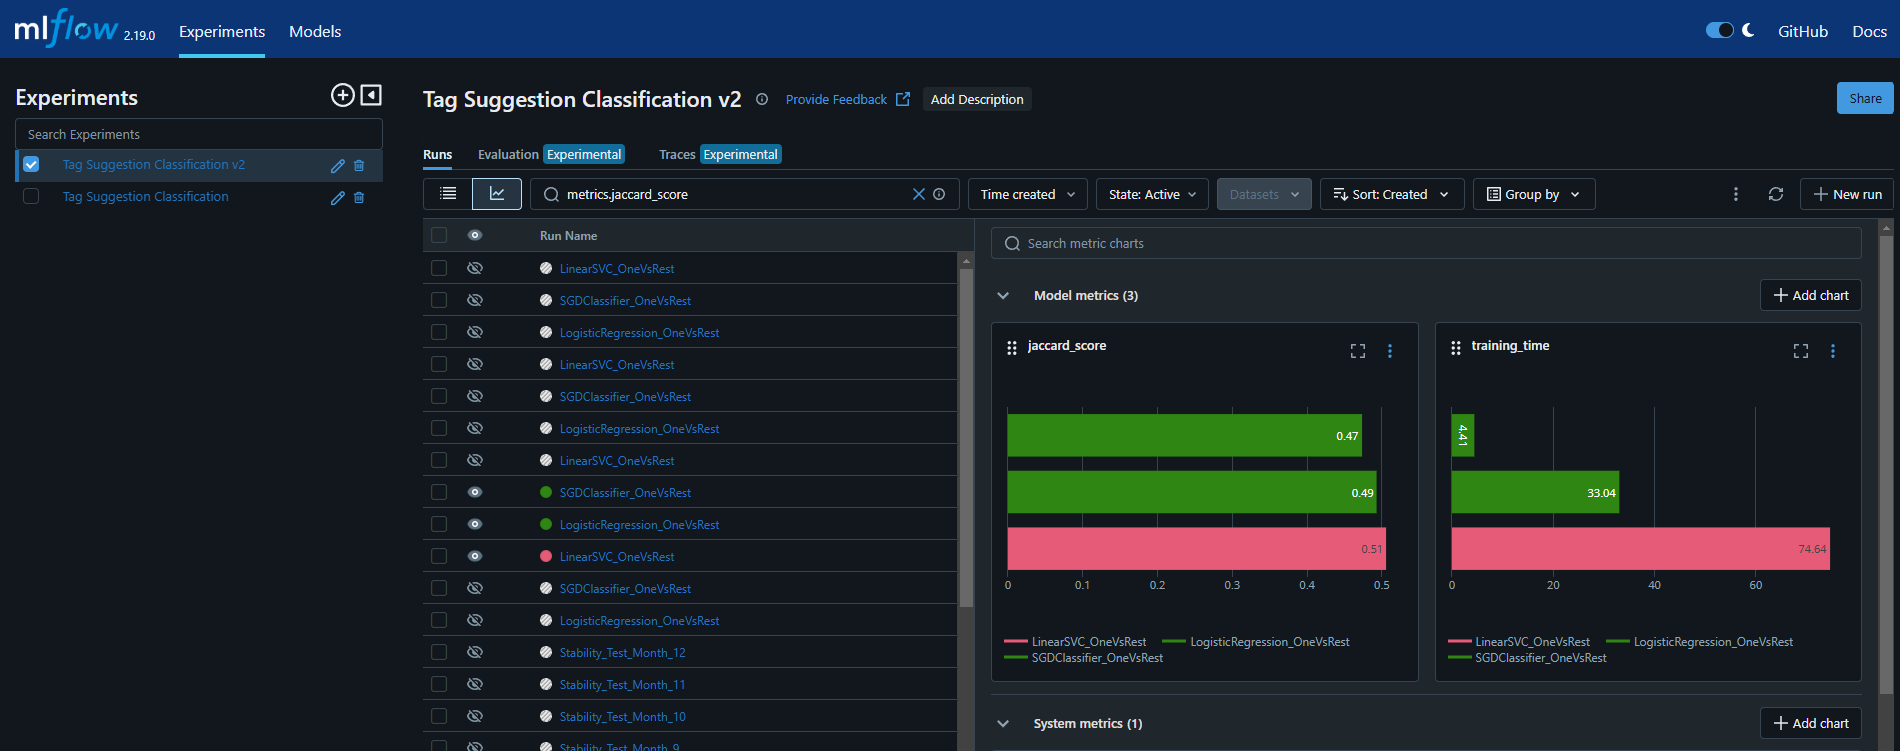 mlflow 2.19.0 Experiments Models GitHub Docs
Experiments
Search Experiments
Tag Suggestion Classification v2
Tag Suggestion Classification
Tag Suggestion Classification v2 Provide Feedback Add Description Share
Runs Evaluation Experimental Traces Experimental
metrics.jaccard_score Time created State: Active Datasets Sort: Created Group by New run
Run Name
LinearSVC_OneVsRest
SGDClassifier_OneVsRest
LogisticRegression_OneVsRest
LinearSVC_OneVsRest
SGDClassifier_OneVsRest
LogisticRegression_OneVsRest
LinearSVC_OneVsRest
SGDClassifier_OneVsRest
LogisticRegression_OneVsRest
LinearSVC_OneVsRest
SGDClassifier_OneVsRest
LogisticRegression_OneVsRest
Stability_Test_Month_12
Stability_Test_Month_11
Stability_Test_Month_10
Stability_Test_Month_9
Search metric charts
Model metrics (3) Add chart
jaccard_score
0.47
0.49
0.51
0 0.1 0.2 0.3 0.4 0.5
LinearSVC_OneVsRest LogisticRegression_OneVsRest
SGDClassifier_OneVsRest
training_time
4.41
33.04
74.64
0 20 40 60
LinearSVC_OneVsRest LogisticRegression_OneVsRest
SGDClassifier_OneVsRest
System metrics (1) Add chart